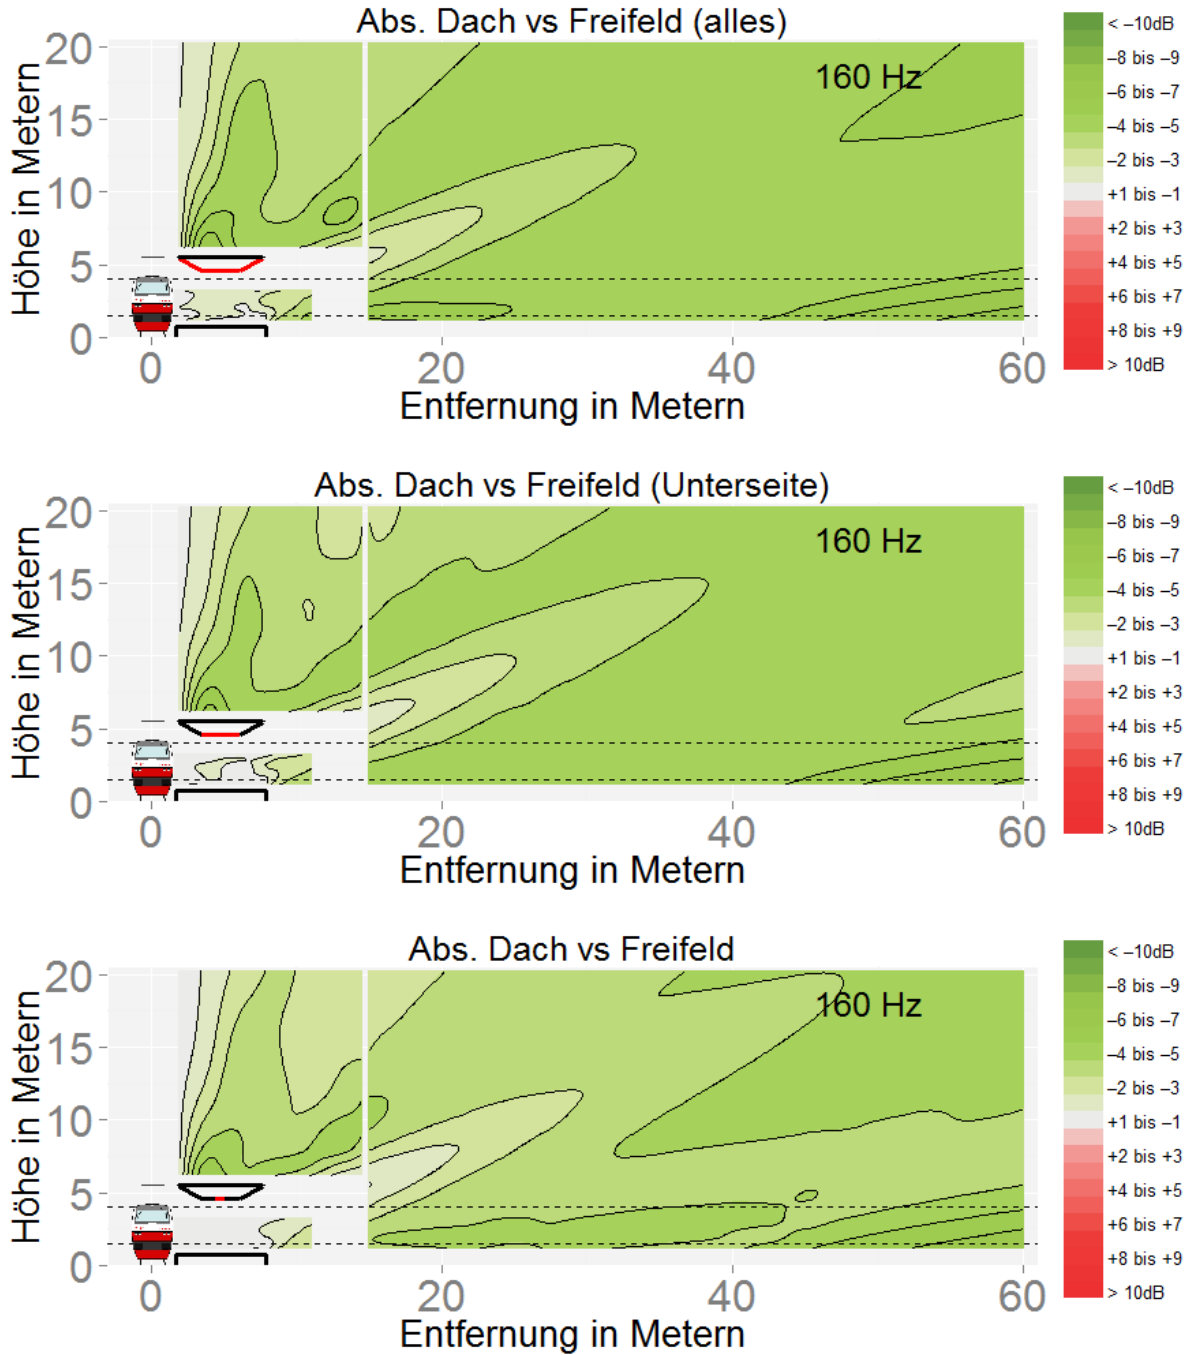 Abs. Dach vs Freifeld (alles)
160 Hz
Höhe in Metern
20
15
10
5
0
0 20 40 60
Entfernung in Metern
< –10dB
–8 bis –9
–6 bis –7
–4 bis –5
–2 bis –3
+1 bis –1
+2 bis +3
+4 bis +5
+6 bis +7
+8 bis +9
> 10dB
Abs. Dach vs Freifeld (Unterseite)
160 Hz
Höhe in Metern
20
15
10
5
0
0 20 40 60
Entfernung in Metern
< –10dB
–8 bis –9
–6 bis –7
–4 bis –5
–2 bis –3
+1 bis –1
+2 bis +3
+4 bis +5
+6 bis +7
+8 bis +9
> 10dB
Abs. Dach vs Freifeld
160 Hz
Höhe in Metern
20
15
10
5
0
0 20 40 60
Entfernung in Metern
< –10dB
–8 bis –9
–6 bis –7
–4 bis –5
–2 bis –3
+1 bis –1
+2 bis +3
+4 bis +5
+6 bis +7
+8 bis +9
> 10dB